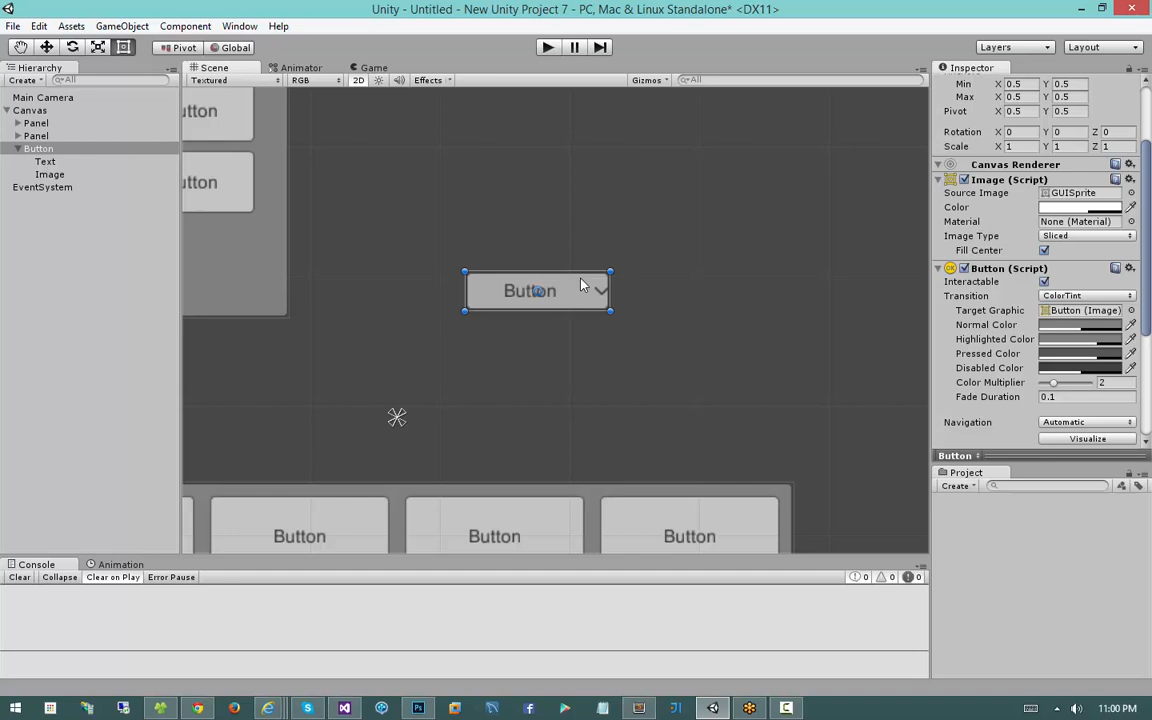 Unity - Untitled - New Unity Project 7 - PC, Mac & Linux Standalone* <DX11>
File Edit Assets GameObject Component Window Help
Pivot Global Layers Layout
Hierarchy Scene Animator Game Inspector
Create All Textured RGB 2D Effects Gizmos All
Main Camera
Canvas
Panel
Panel
Button
Text
Image
EventSystem
utton
utton
Button
Button
Button
Button
Min X 0.5 Y 0.5
Max X 0.5 Y 0.5
Pivot X 0.5 Y 0.5
Rotation X 0 Y 0 Z 0
Scale X 1 Y 1 Z 1
Canvas Renderer
Image (Script)
Source Image GUISprite
Color
Material None (Material)
Image Type Sliced
Fill Center
Button (Script)
Interactable
Transition ColorTint
Target Graphic Button (Image)
Normal Color
Highlighted Color
Pressed Color
Disabled Color
Color Multiplier 2
Fade Duration 0.1
Navigation Automatic
Visualize
Button
Project
Create
Console Animation
Clear Collapse Clear on Play Error Pause 0 0 0
11:00 PM